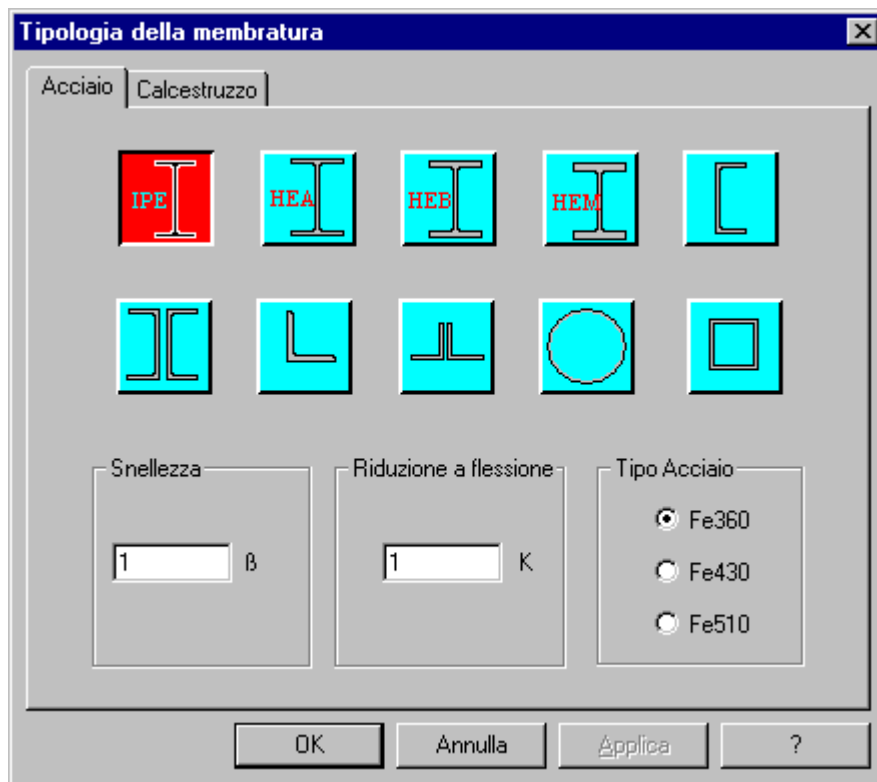 Tipologia della membratura
Acciaio Calcestruzzo
IPE HEA HEB HEM
Snellezza Riduzione a flessione Tipo Acciaio
Fe360
1 ß 1 K
Fe430
Fe510
OK Annulla Applica ?